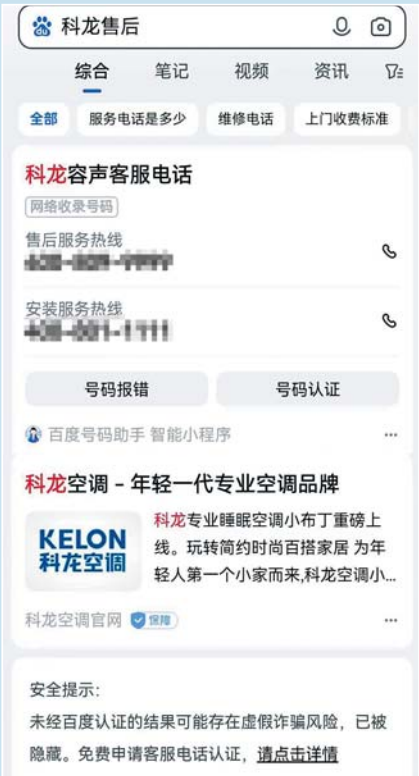 科龙售后
综合 笔记 视频 资讯
全部 服务电话是多少 维修电话 上门收费标准
科龙容声客服电话
网络收录号码
售后服务热线
安装服务热线
号码报错 号码认证
百度号码助手 智能小程序
科龙空调 - 年轻一代专业空调品牌
KELON
科龙空调
科龙专业睡眠空调小布丁重磅上
线。玩转简约时尚百搭家居 为年
轻人第一个小家而来,科龙空调小...
科龙空调官网 保障
安全提示:
未经百度认证的结果可能存在虚假诈骗风险，已被
隐藏。免费申请客服电话认证，请点击详情